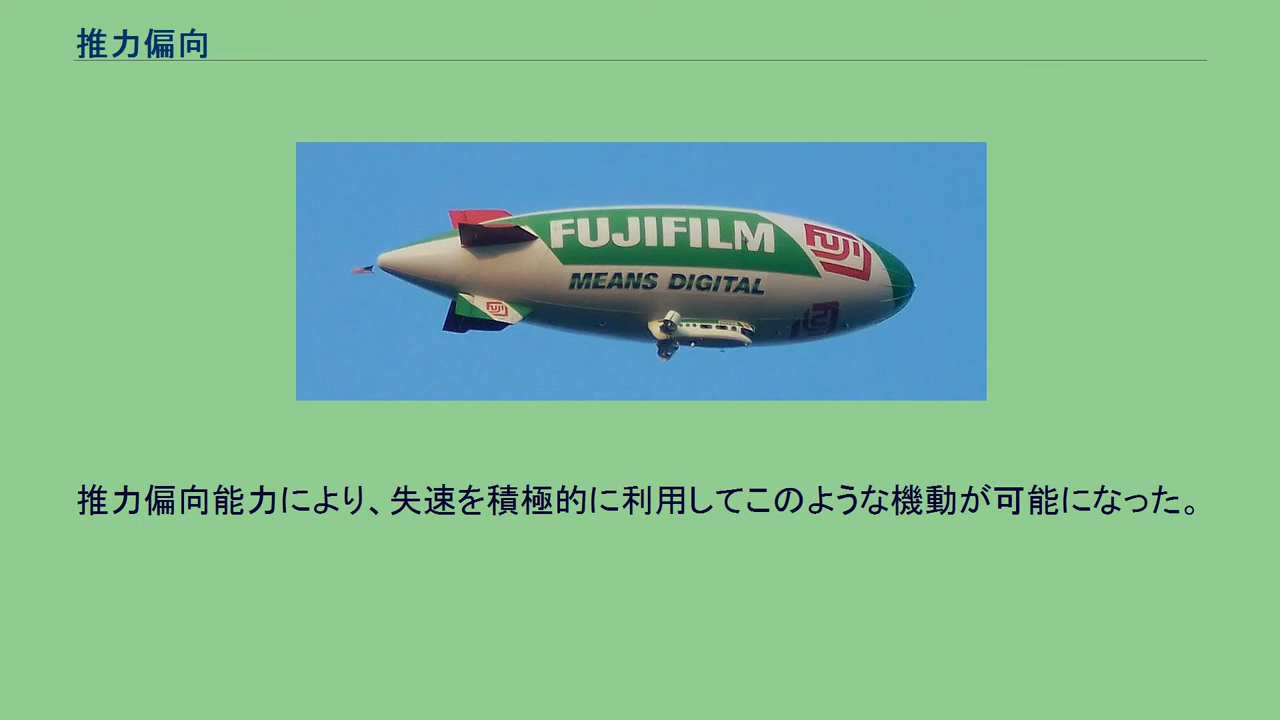 推力偏向
FUJIFILM
FUJI
MEANS DIGITAL
FUJI
推力偏向能力により、失速を積極的に利用してこのような機動が可能になった。